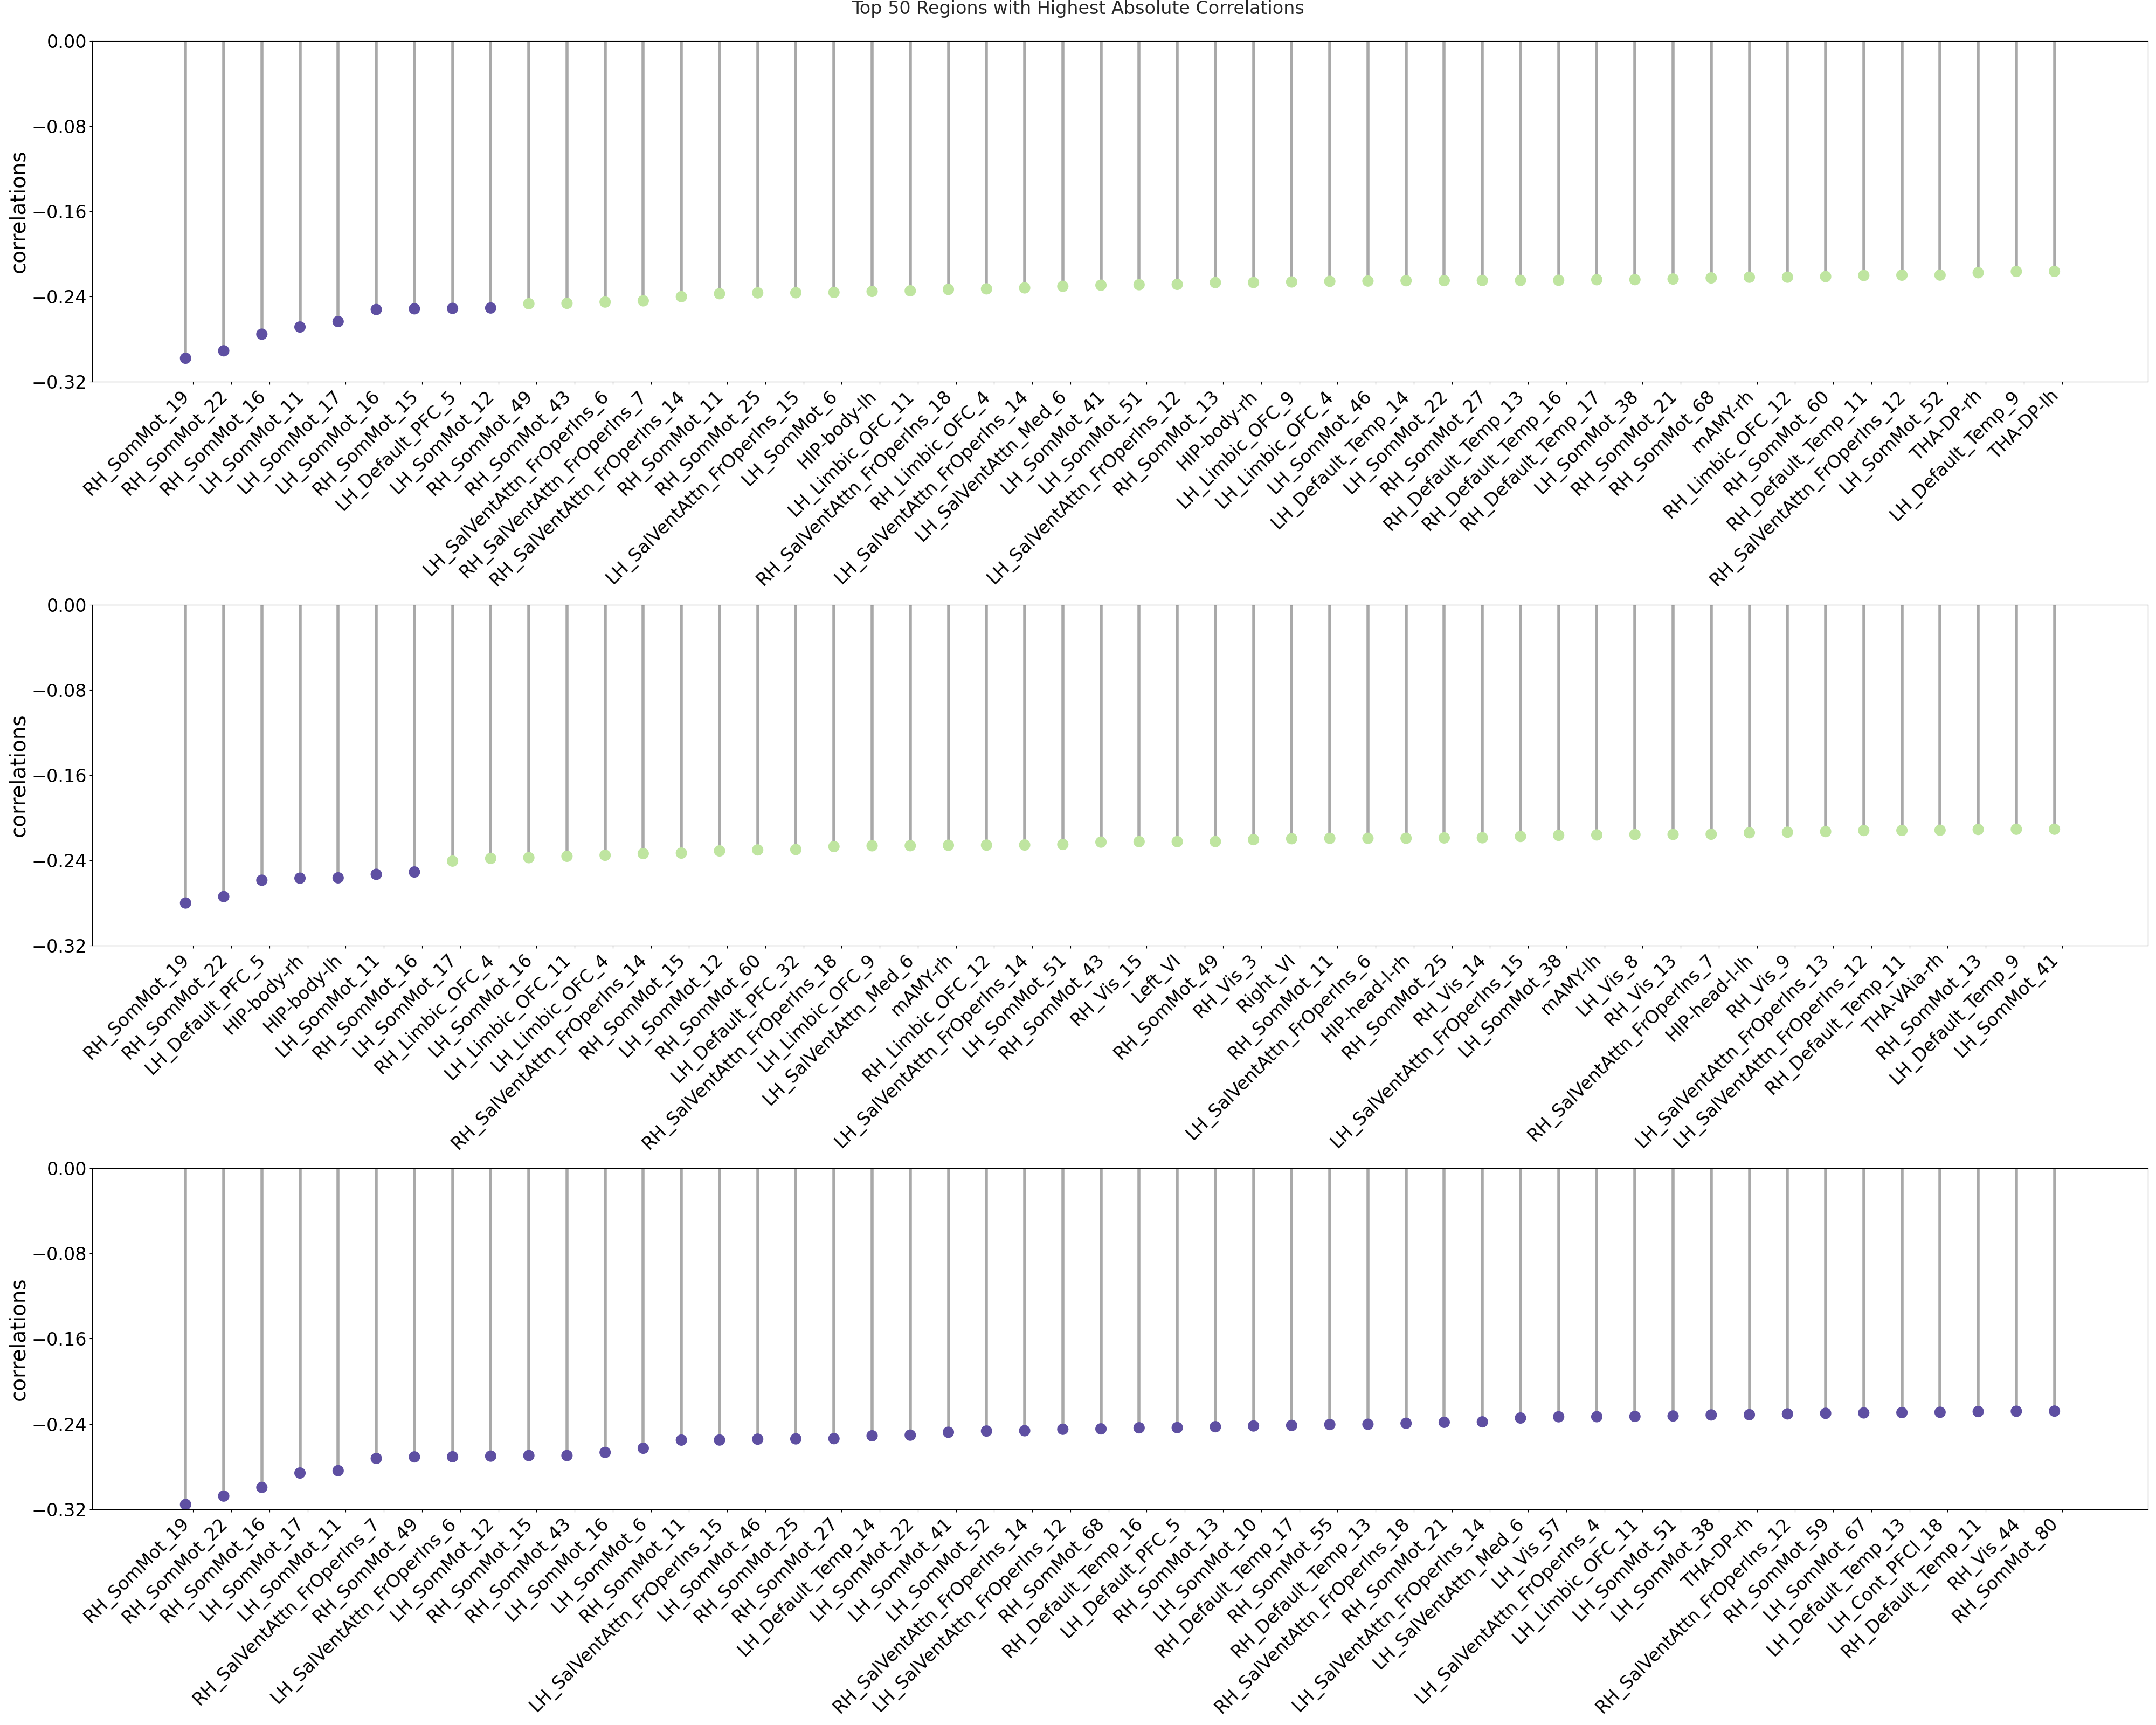 Top 50 Regions with Highest Absolute Correlations
0.00
−0.08
−0.16
−0.24
−0.32
correlations
RH_SomMot_19
RH_SomMot_22
RH_SomMot_16
LH_SomMot_11
LH_SomMot_17
LH_SomMot_16
RH_SomMot_15
LH_Default_PFC_5
LH_SomMot_12
RH_SomMot_49
RH_SomMot_43
LH_SalVentAttn_FrOperIns_6
RH_SalVentAttn_FrOperIns_7
RH_SalVentAttn_FrOperIns_14
RH_SomMot_11
RH_SomMot_25
LH_SalVentAttn_FrOperIns_15
LH_SomMot_6
HIP-body-lh
LH_Limbic_OFC_11
RH_SalVentAttn_FrOperIns_18
RH_Limbic_OFC_4
LH_SalVentAttn_FrOperIns_14
LH_SalVentAttn_Med_6
LH_SomMot_41
LH_SomMot_51
LH_SalVentAttn_FrOperIns_12
RH_SomMot_13
HIP-body-rh
LH_Limbic_OFC_9
LH_Limbic_OFC_4
LH_SomMot_46
LH_Default_Temp_14
LH_SomMot_22
RH_SomMot_27
RH_Default_Temp_13
RH_Default_Temp_16
RH_Default_Temp_17
LH_SomMot_38
RH_SomMot_21
RH_SomMot_68
mAMY-rh
RH_Limbic_OFC_12
RH_SomMot_60
RH_Default_Temp_11
RH_SalVentAttn_FrOperIns_12
LH_SomMot_52
THA-DP-rh
LH_Default_Temp_9
THA-DP-lh
0.00
−0.08
−0.16
−0.24
−0.32
correlations
RH_SomMot_19
RH_SomMot_22
LH_Default_PFC_5
HIP-body-rh
HIP-body-lh
LH_SomMot_11
RH_SomMot_16
LH_SomMot_17
RH_Limbic_OFC_4
LH_SomMot_16
LH_Limbic_OFC_11
LH_Limbic_OFC_4
RH_SalVentAttn_FrOperIns_14
RH_SomMot_15
LH_SomMot_12
RH_SomMot_60
LH_Default_PFC_32
RH_SalVentAttn_FrOperIns_18
LH_Limbic_OFC_9
LH_SalVentAttn_Med_6
mAMY-rh
RH_Limbic_OFC_12
LH_SalVentAttn_FrOperIns_14
LH_SomMot_51
RH_SomMot_43
RH_Vis_15
Left_VI
RH_SomMot_49
RH_Vis_3
Right_VI
RH_SomMot_11
LH_SalVentAttn_FrOperIns_6
HIP-head-l-rh
RH_SomMot_25
RH_Vis_14
LH_SalVentAttn_FrOperIns_15
LH_SomMot_38
mAMY-lh
LH_Vis_8
RH_Vis_13
RH_SalVentAttn_FrOperIns_7
HIP-head-l-lh
RH_Vis_9
LH_SalVentAttn_FrOperIns_13
LH_SalVentAttn_FrOperIns_12
RH_Default_Temp_11
THA-VAia-rh
RH_SomMot_13
LH_Default_Temp_9
LH_SomMot_41
0.00
−0.08
−0.16
−0.24
−0.32
correlations
RH_SomMot_19
RH_SomMot_22
RH_SomMot_16
LH_SomMot_17
LH_SomMot_11
RH_SalVentAttn_FrOperIns_7
RH_SomMot_49
LH_SalVentAttn_FrOperIns_6
LH_SomMot_12
RH_SomMot_15
RH_SomMot_43
LH_SomMot_16
LH_SomMot_6
RH_SomMot_11
LH_SalVentAttn_FrOperIns_15
LH_SomMot_46
RH_SomMot_25
RH_SomMot_27
LH_Default_Temp_14
LH_SomMot_22
LH_SomMot_41
LH_SomMot_52
RH_SalVentAttn_FrOperIns_14
LH_SalVentAttn_FrOperIns_12
RH_SomMot_68
RH_Default_Temp_16
LH_Default_PFC_5
RH_SomMot_13
LH_SomMot_10
RH_Default_Temp_17
RH_SomMot_55
RH_Default_Temp_13
RH_SalVentAttn_FrOperIns_18
RH_SomMot_21
LH_SalVentAttn_FrOperIns_14
LH_SalVentAttn_Med_6
LH_Vis_57
LH_SalVentAttn_FrOperIns_4
LH_Limbic_OFC_11
LH_SomMot_51
LH_SomMot_38
THA-DP-rh
RH_SalVentAttn_FrOperIns_12
RH_SomMot_59
LH_SomMot_67
LH_Default_Temp_13
LH_Cont_PFCl_18
RH_Default_Temp_11
RH_Vis_44
RH_SomMot_80